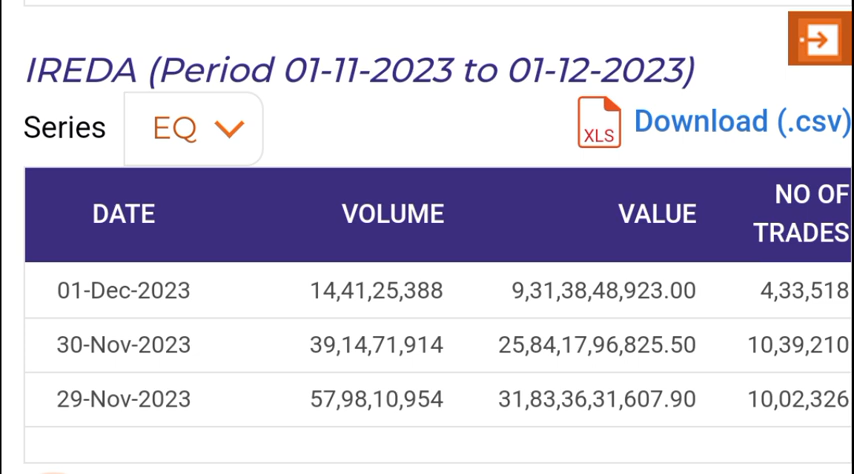 IREDA (Period 01-11-2023 to 01-12-2023)
Series EQ XLS Download (.csv)
DATE VOLUME VALUE NO OF TRADES
01-Dec-2023 14,41,25,388 9,31,38,48,923.00 4,33,518
30-Nov-2023 39,14,71,914 25,84,17,96,825.50 10,39,210
29-Nov-2023 57,98,10,954 31,83,36,31,607.90 10,02,326